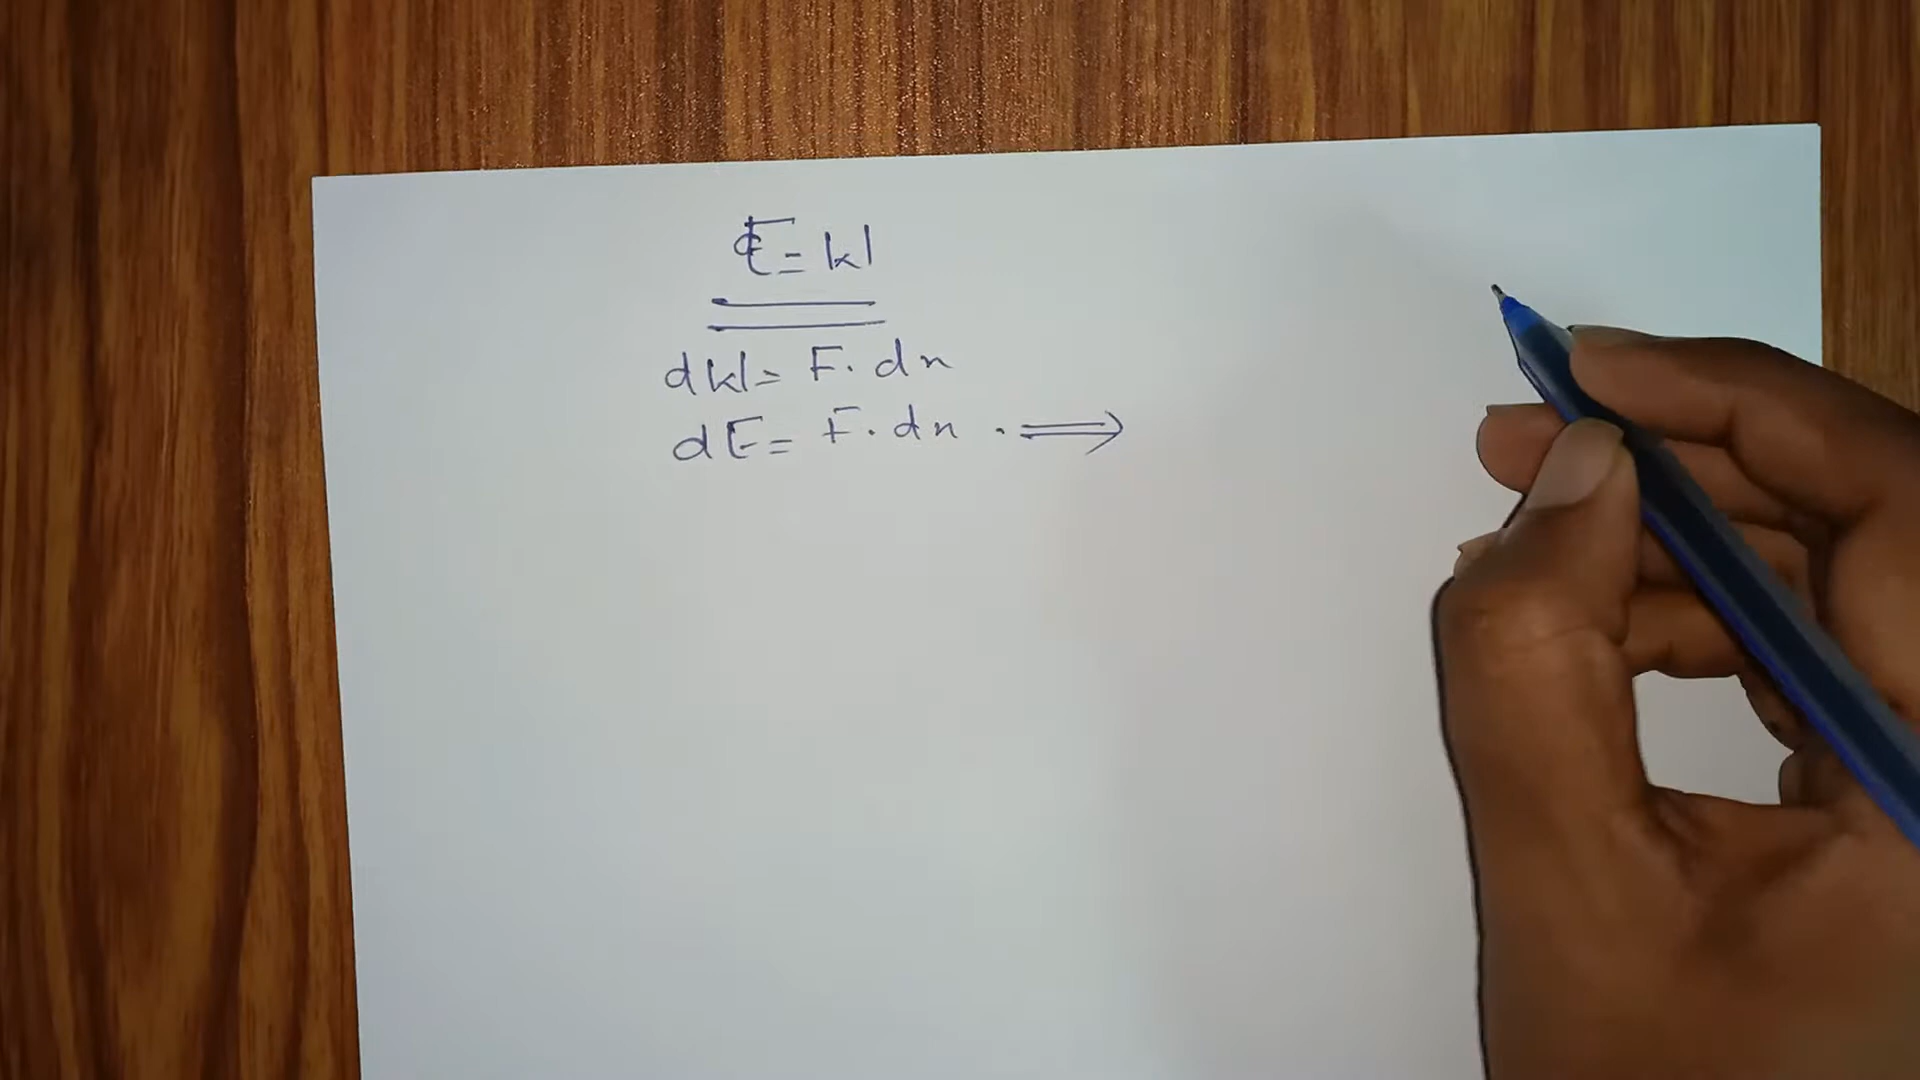 E = kl
dkl = F. dn
dE = F. dn . ⟹